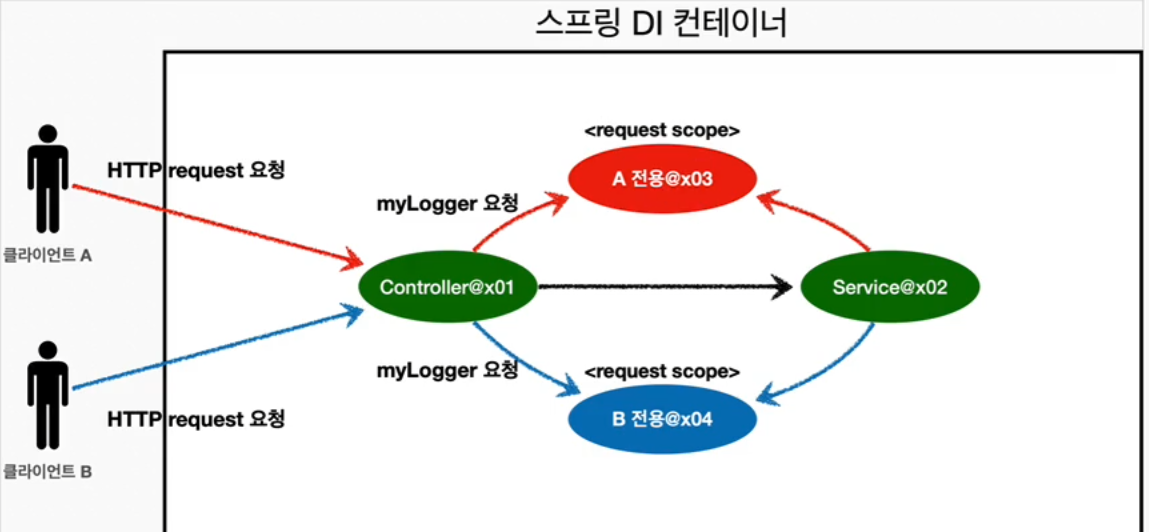 스프링 DI 컨테이너
<request scope>
HTTP request 요청
A 전용@x03
myLogger 요청
클라이언트 A
Controller@x01
Service@x02
myLogger 요청
<request scope>
HTTP request 요청
B 전용@x04
클라이언트 B